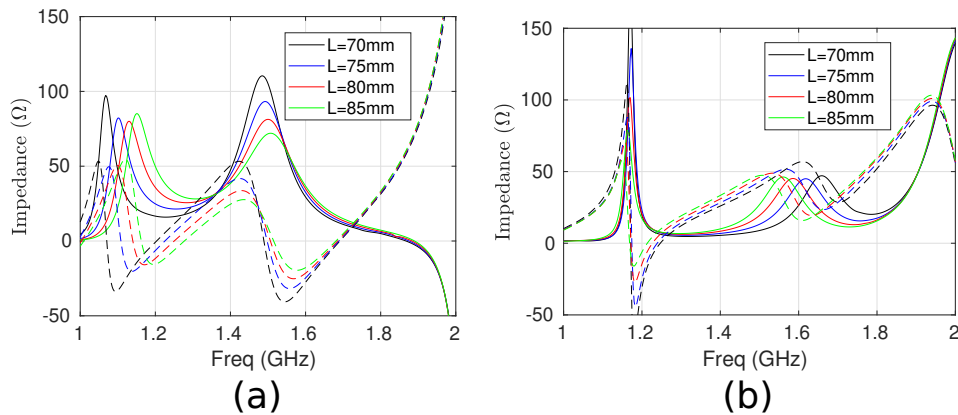 150
100
50
0
-50
1
1.2
1.4
1.6
1.8
2
Impedance (Ω)
Freq (GHz)
L=70mm
L=75mm
L=80mm
L=85mm
(a)
150
100
50
0
-50
1
1.2
1.4
1.6
1.8
2
Impedance (Ω)
Freq (GHz)
L=70mm
L=75mm
L=80mm
L=85mm
(b)